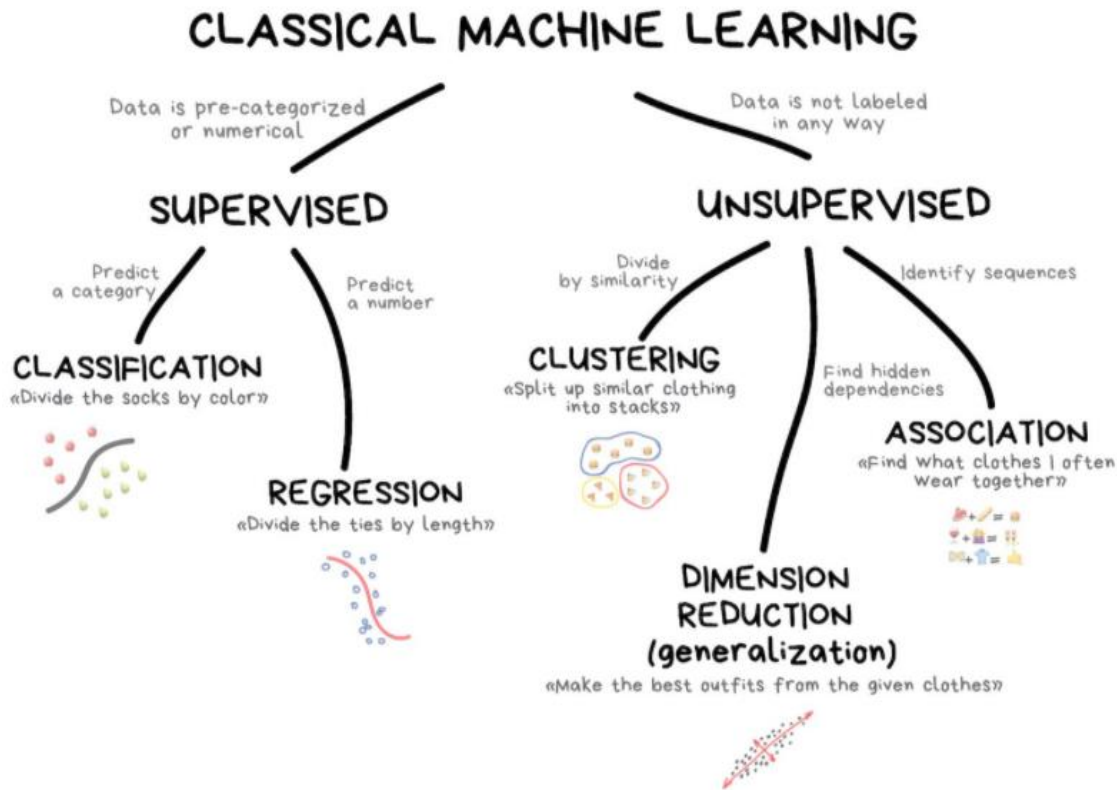 CLASSICAL MACHINE LEARNING
Data is pre-categorized
or numerical
Data is not labeled
in any way
SUPERVISED
UNSUPERVISED
Predict
a category
Predict
a number
Divide
by similarity
Identify sequences
CLASSIFICATION
«Divide the socks by color»
CLUSTERING
«Split up similar clothing
into stacks»
Find hidden
dependencies
ASSOCIATION
«Find what clothes I often
wear together»
REGRESSION
«Divide the ties by length»
+ =
+ =
+ =
DIMENSION
REDUCTION
(generalization)
«Make the best outfits from the given clothes»